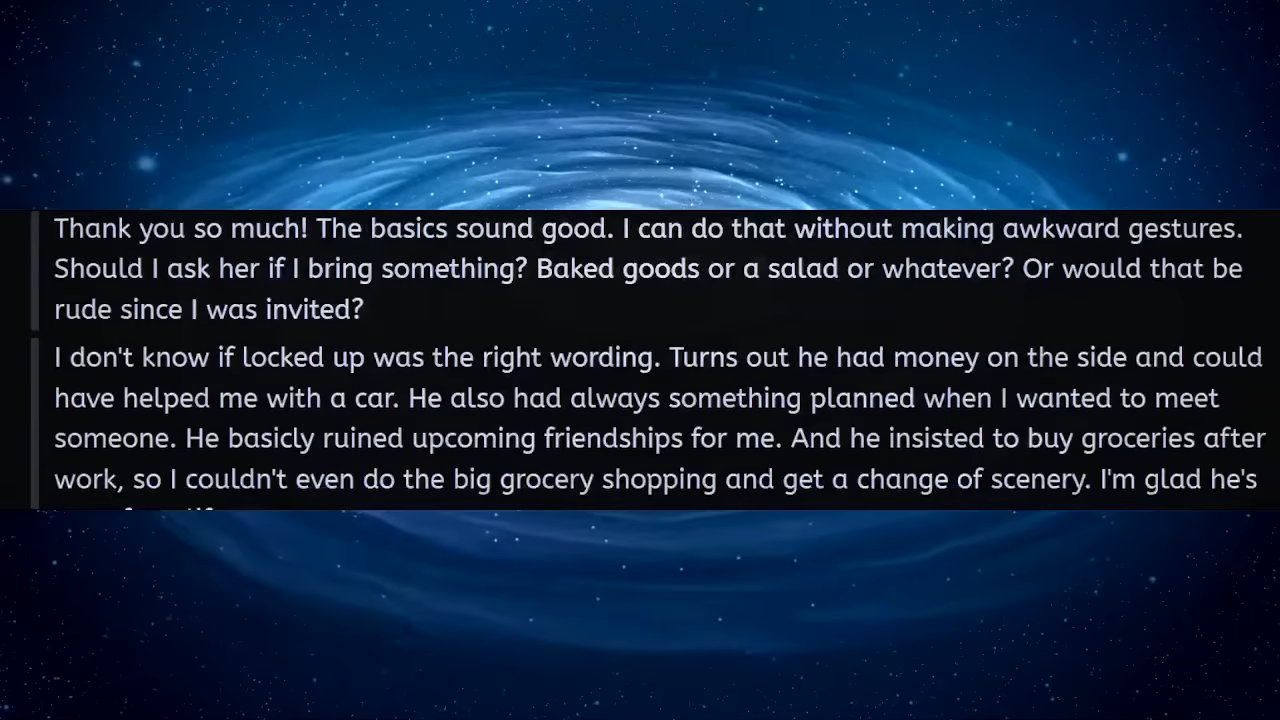 Thank you so much! The basics sound good. I can do that without making awkward gestures.
Should I ask her if I bring something? Baked goods or a salad or whatever? Or would that be
rude since I was invited?
I don't know if locked up was the right wording. Turns out he had money on the side and could
have helped me with a car. He also had always something planned when I wanted to meet
someone. He basicly ruined upcoming friendships for me. And he insisted to buy groceries after
work, so I couldn't even do the big grocery shopping and get a change of scenery. I'm glad he's